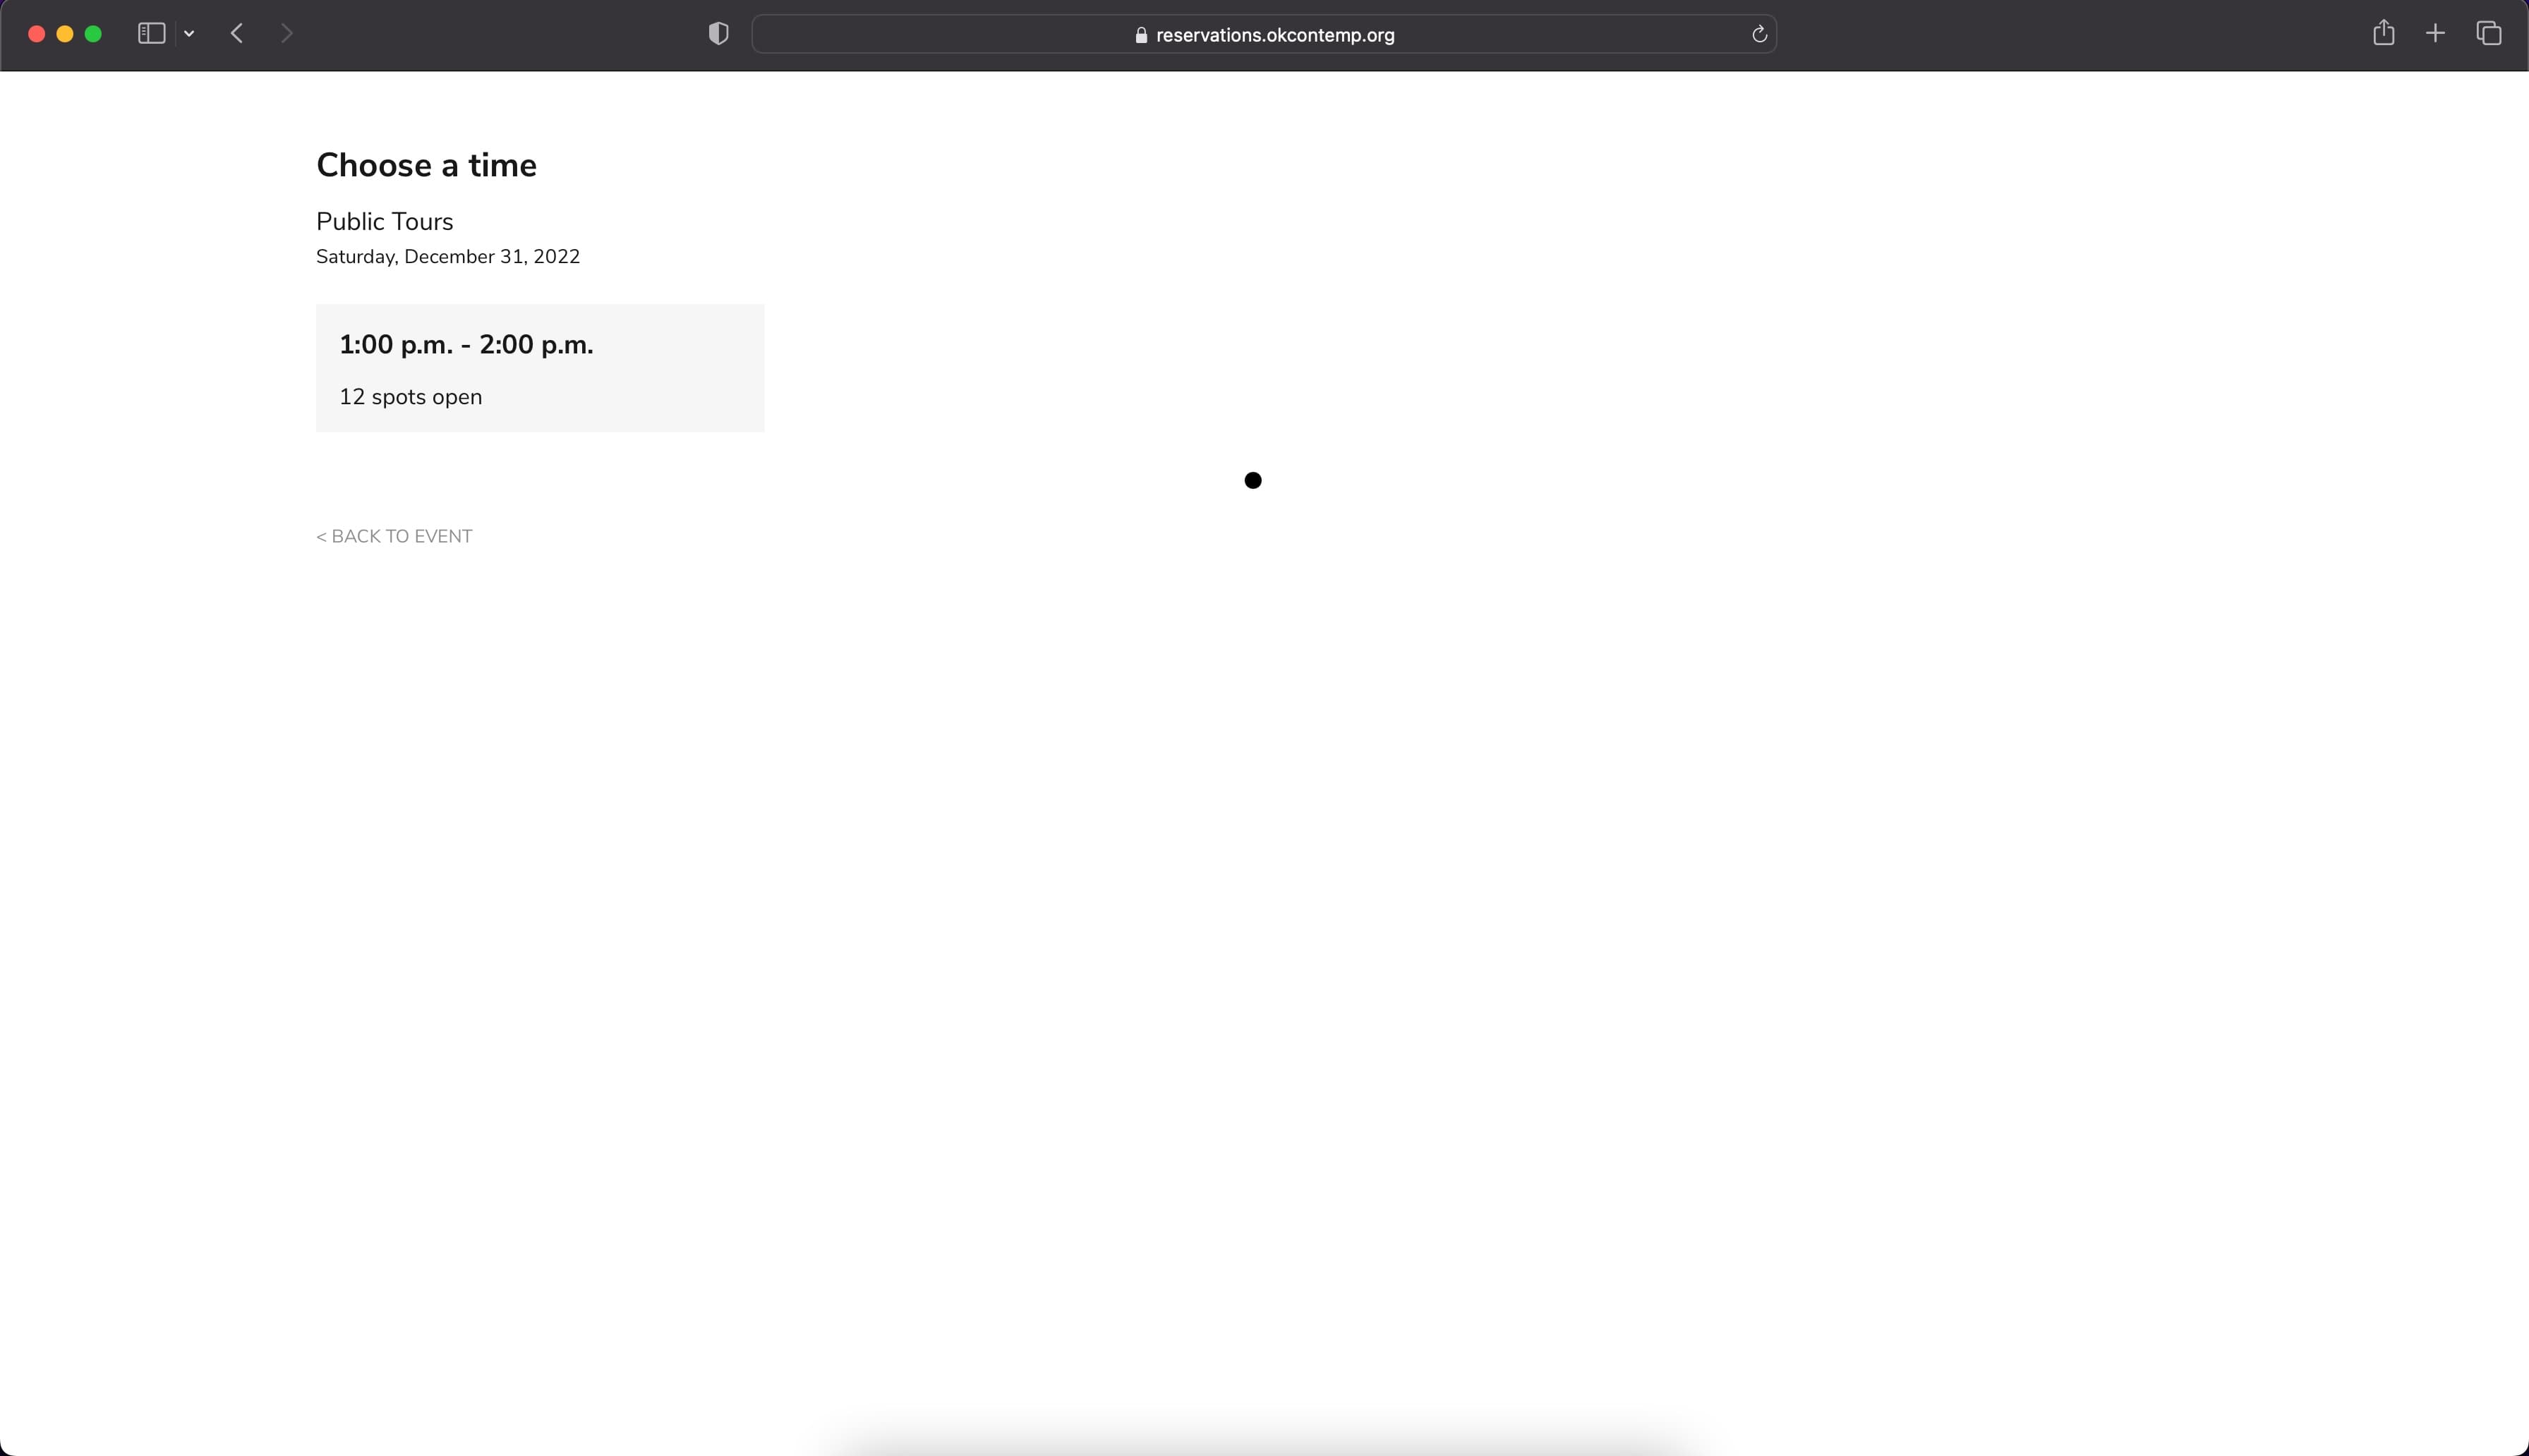 reservations.okcontemp.org
Choose a time
Public Tours
Saturday, December 31, 2022
1:00 p.m. - 2:00 p.m.
12 spots open
< BACK TO EVENT